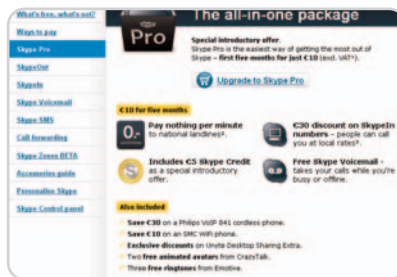 What's free, what's not?
Ways to pay
Skype Pro
SkypeOut
SkypeIn
Skype Voicemail
Skype SMS
Call forwarding
Skype Zones BETA
Accessories guide
Personalise Skype
Skype Control panel
Pro
The all-in-one package
Special introductory offer.
Skype Pro is the easiest way of getting the most out of
Skype – first five months for just €10 (excl. VAT¹).
Upgrade to Skype Pro
€10 for five months
0.-
Pay nothing per minute
to national landlines².
€30 discount on SkypeIn
numbers - people can call
you at local rates³.
Includes €5 Skype Credit
as a special introductory
offer.
Free Skype Voicemail -
takes your calls while you're
busy or offline.
Also included
Save €30 on a Philips VoIP 841 cordless phone.
Save €10 on an SMC WiFi phone.
Exclusive discounts on Unyte Desktop Sharing Extra.
Two free animated avatars from CrazyTalk.
Three free ringtones from Emotive.